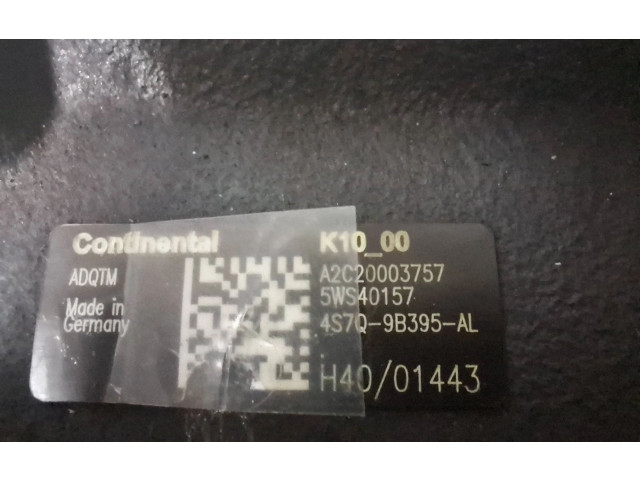 Continental K10_00
ADQTM A2C20003757
Made in 5WS40157
Germany 4S7Q-9B395-AL
H40/01443